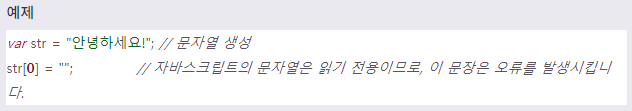 예제
var str = "안녕하세요!"; // 문자열 생성
str[0] = ""; // 자바스크립트의 문자열은 읽기 전용이므로, 이 문장은 오류를 발생시킵니
다.